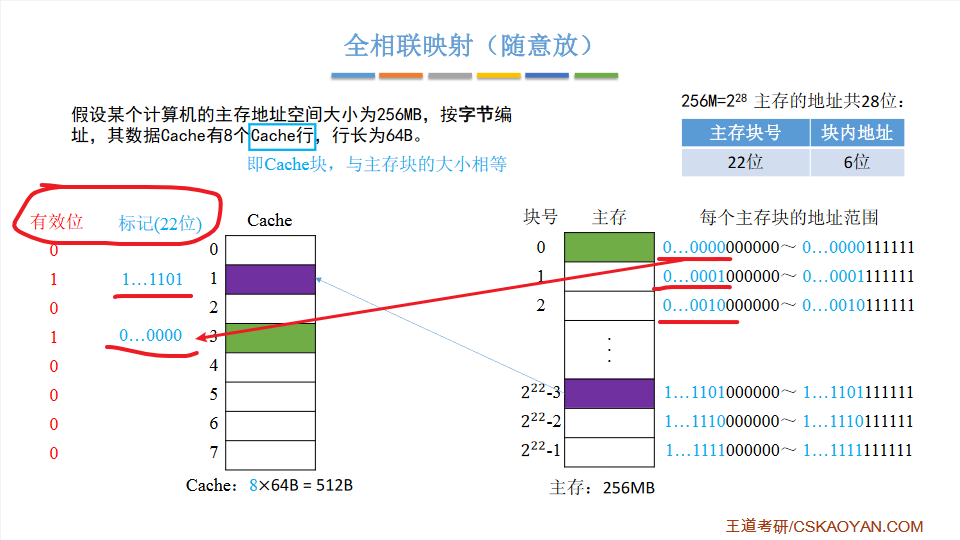 全相联映射（随意放）
假设某个计算机的主存地址空间大小为256MB，按字节编
址，其数据Cache有8个Cache行，行长为64B。
即Cache块，与主存块的大小相等
256M=2²⁸ 主存的地址共28位：
主存块号 块内地址
22位 6位
有效位 标记(22位) Cache
0 0
1 1…1101 1
0 2
1 0…0000 3
0 4
0 5
0 6
0 7
Cache：8×64B = 512B
块号 主存 每个主存块的地址范围
0 0…0000000000～ 0…0000111111
1 0…0001000000～ 0…0001111111
2 0…0010000000～ 0…0010111111
⋮
2²²-3 1…1101000000～ 1…1101111111
2²²-2 1…1110000000～ 1…1110111111
2²²-1 1…1111000000～ 1…1111111111
主存：256MB
王道考研/CSKAOYAN.COM